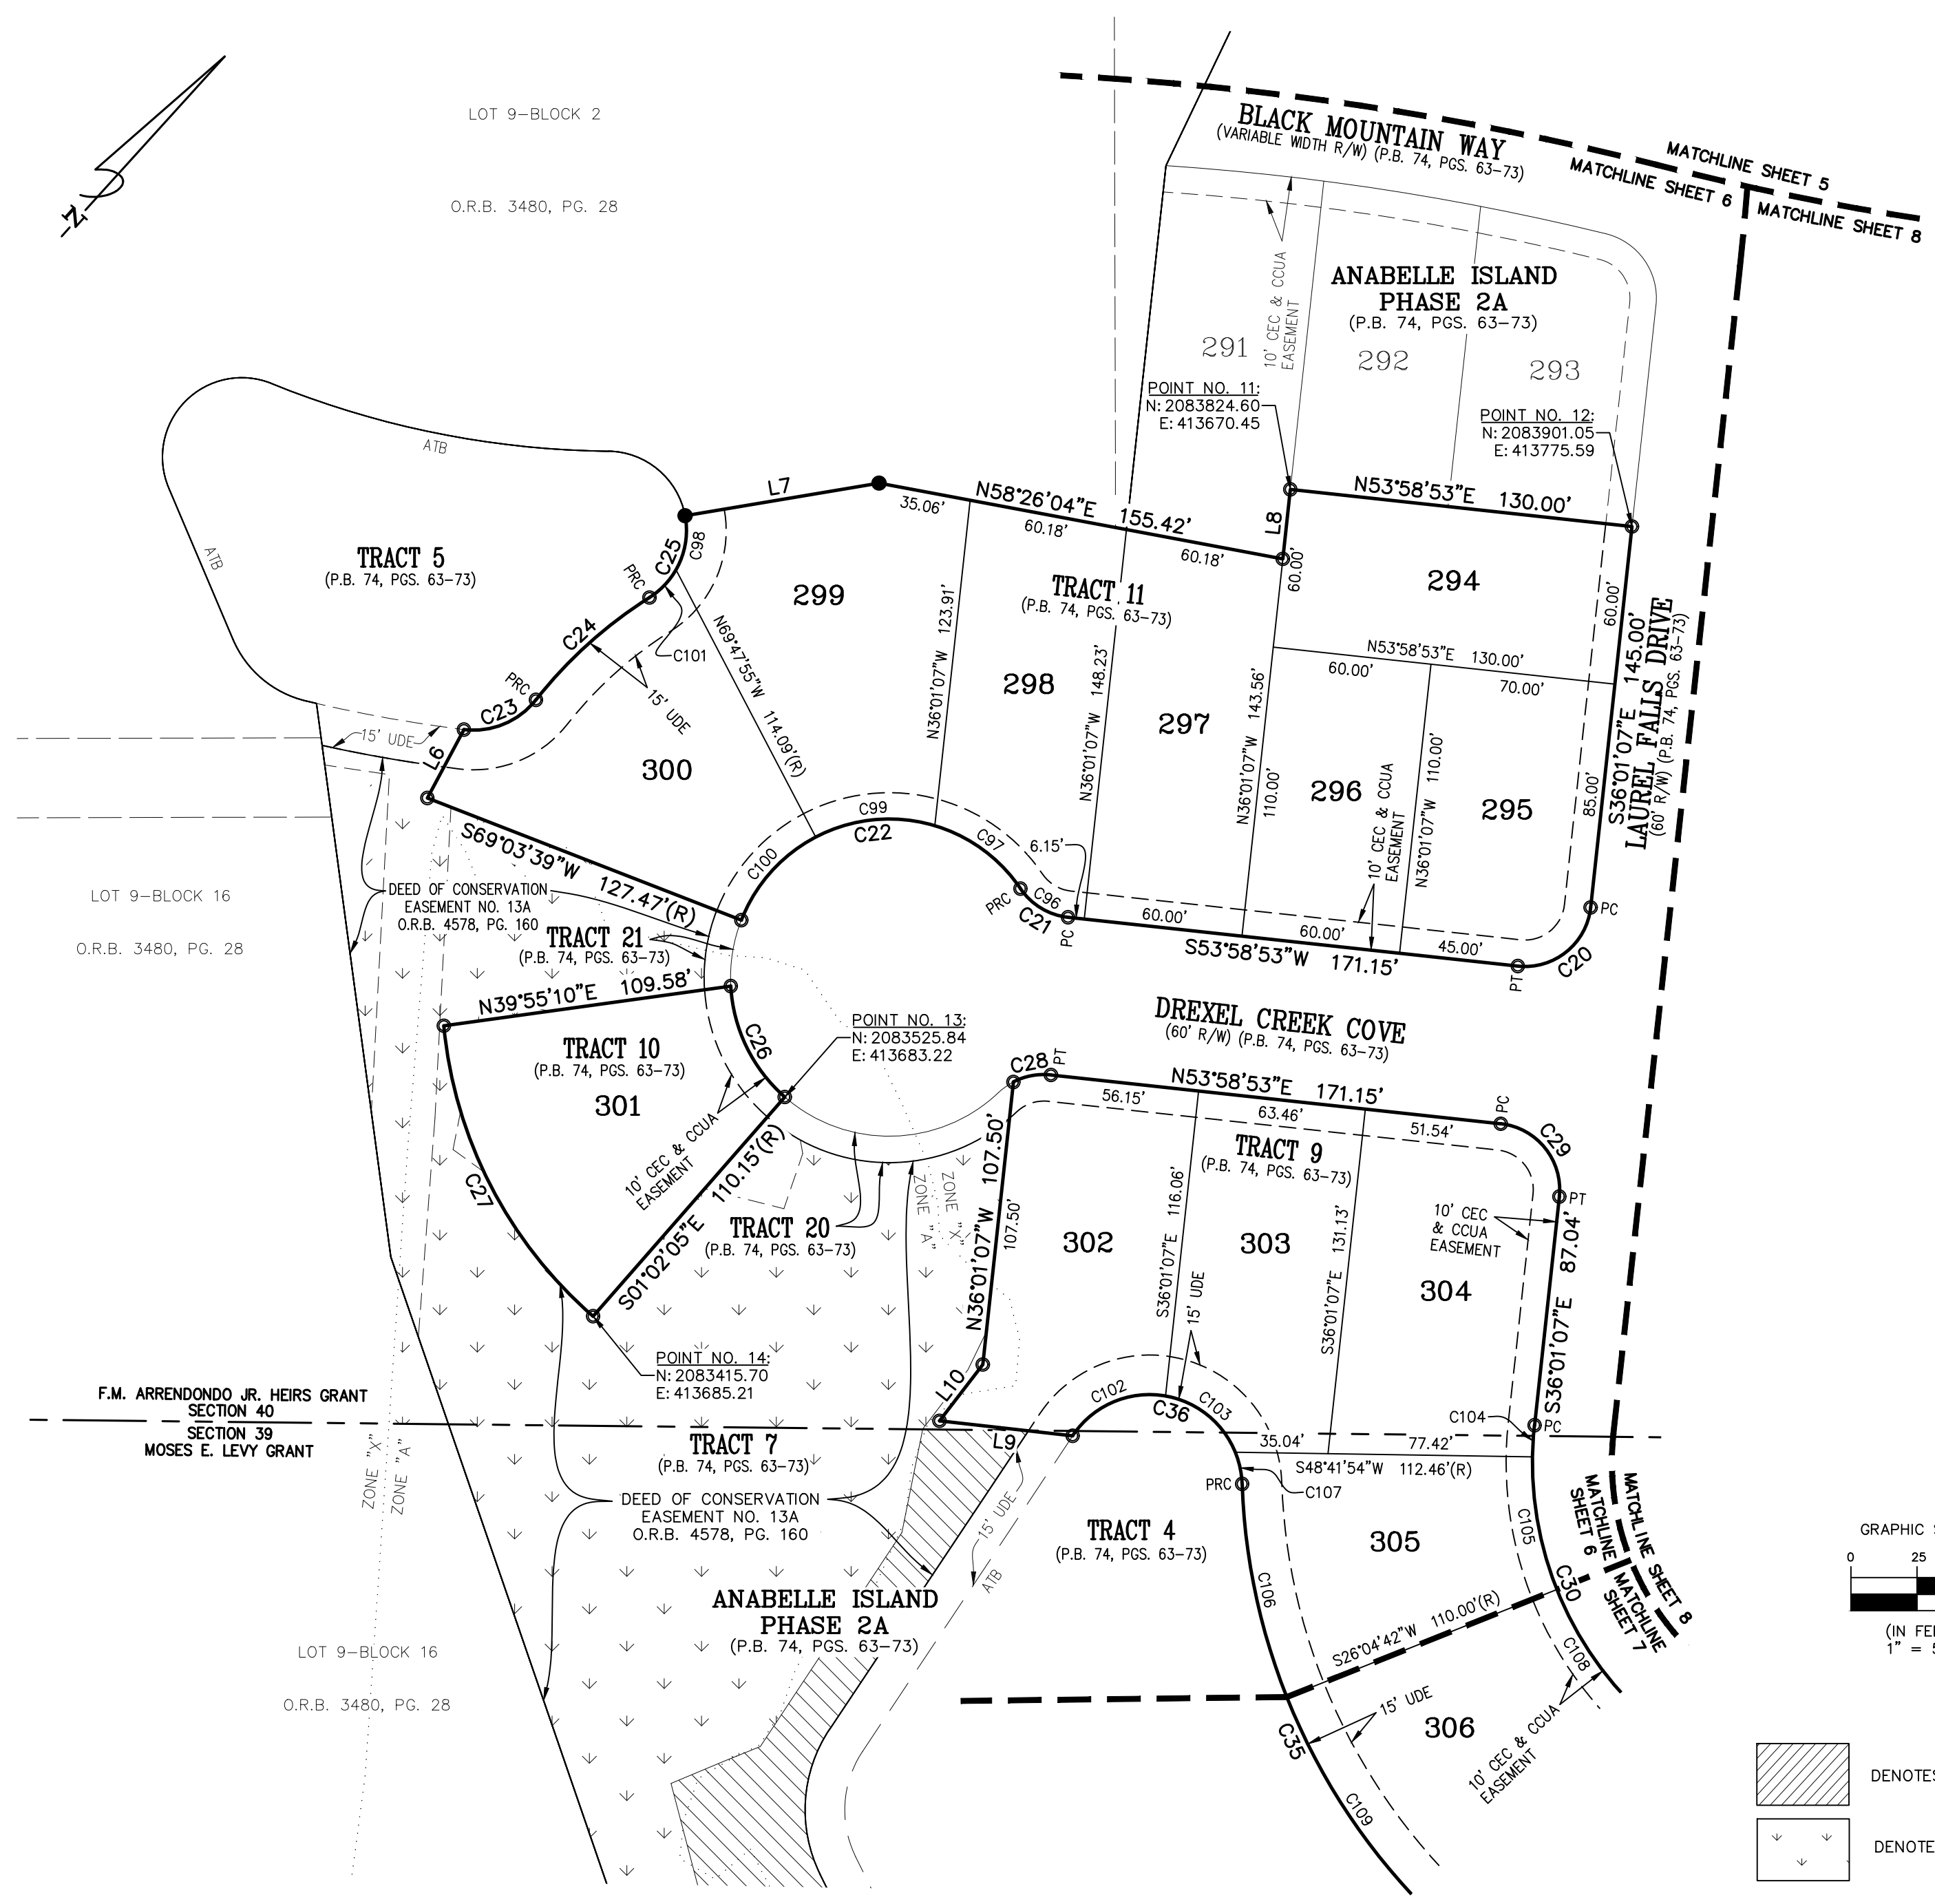 LOT 9-BLOCK 2
O.R.B. 3480, PG. 28
N
BLACK MOUNTAIN WAY
(VARIABLE WIDTH R/W) (P.B. 74, PGS. 63-73)
MATCHLINE SHEET 5
MATCHLINE SHEET 6
MATCHLINE SHEET 8
ANABELLE ISLAND
PHASE 2A
(P.B. 74, PGS. 63-73)
10' CEC & CCUA
EASEMENT
291
292
293
POINT NO. 11:
N: 2083824.60
E: 413670.45
POINT NO. 12:
N: 2083901.05
E: 413775.59
ATB
ATB
TRACT 5
(P.B. 74, PGS. 63-73)
L7
35.06'
N58°26'04"E 155.42'
60.18'
60.18'
L8
N53°58'53"E 130.00'
60.00'
294
60.00'
C25
C98
PRC
C24
C101
15' UDE
PRC
C23
15' UDE
L6
299
300
N69°47'55"W 114.09'(R)
N36°01'07"W 123.91'
298
TRACT 11
(P.B. 74, PGS. 63-73)
N36°01'07"W 148.23'
297
N36°01'07"W 143.56'
110.00'
N53°58'53"E 130.00'
60.00'
70.00'
296
10' CEC & CCUA
EASEMENT
N36°01'07"W 110.00'
295
85.00'
S36°01'07"E 145.00'
LAUREL FALLS DRIVE
(60' R/W) (P.B. 74, PGS. 63-73)
S69°03'39"W 127.47'(R)
C100
C99
C22
C97
PRC
C96
C21
6.15'
PC
60.00'
60.00'
45.00'
S53°58'53"W 171.15'
PT
C20
PC
LOT 9-BLOCK 16
O.R.B. 3480, PG. 28
DEED OF CONSERVATION
EASEMENT NO. 13A
O.R.B. 4578, PG. 160
TRACT 21
(P.B. 74, PGS. 63-73)
N39°55'10"E 109.58'
TRACT 10
(P.B. 74, PGS. 63-73)
301
C26
C27
10' CEC & CCUA
EASEMENT
POINT NO. 13:
N: 2083525.84
E: 413683.22
DREXEL CREEK COVE
(60' R/W) (P.B. 74, PGS. 63-73)
C28
PT
N53°58'53"E 171.15'
56.15'
63.46'
51.54'
PC
C29
PT
TRACT 9
(P.B. 74, PGS. 63-73)
S01°02'05"E 110.15'(R)
TRACT 20
(P.B. 74, PGS. 63-73)
ZONE "A"
ZONE "X"
N36°01'07"W 107.50'
107.50'
302
S36°01'07"E 116.06'
15' UDE
303
S36°01'07"E 131.13'
304
10' CEC
& CCUA
EASEMENT
S36°01'07"E 87.04'
POINT NO. 14:
N: 2083415.70
E: 413685.21
F.M. ARRENDONDO JR. HEIRS GRANT
SECTION 40
SECTION 39
MOSES E. LEVY GRANT
ZONE "X"
ZONE "A"
L10
L9
C102
C36
C103
C104
PC
35.04'
77.42'
S48°41'54"W 112.46'(R)
PRC
C107
TRACT 7
(P.B. 74, PGS. 63-73)
DEED OF CONSERVATION
EASEMENT NO. 13A
O.R.B. 4578, PG. 160
15' UDE
ATB
TRACT 4
(P.B. 74, PGS. 63-73)
305
C105
C106
C30
MATCHLINE
SHEET 6
MATCHLINE SHEET 8
MATCHLINE
SHEET 7
S26°04'42"W 110.00'(R)
C108
ANABELLE ISLAND
PHASE 2A
(P.B. 74, PGS. 63-73)
LOT 9-BLOCK 16
O.R.B. 3480, PG. 28
15' UDE
306
C35
C109
10' CEC & CCUA
EASEMENT
GRAPHIC
0 25
(IN
1" =
DENOTES
DENOTE